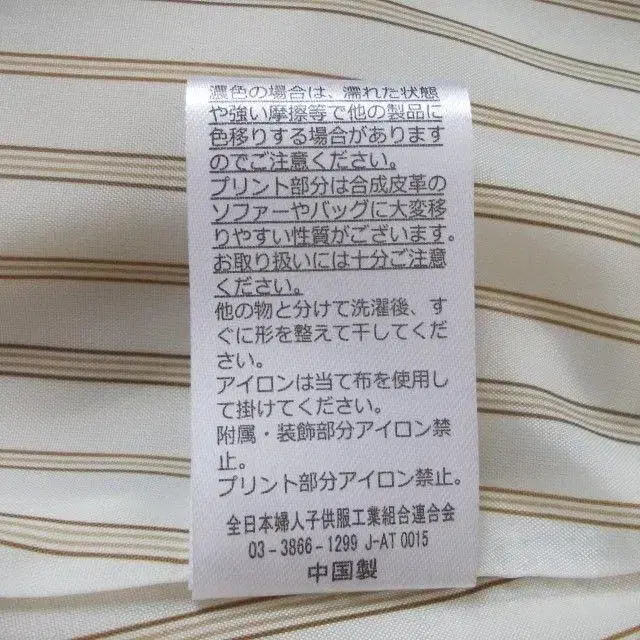 濃色の場合は、濡れた状態
や強い摩擦等で他の製品に
色移りする場合があります
のでご注意ください。
プリント部分は合成皮革の
ソファーやバッグに大変移
りやすい性質がございます。
お取り扱いには十分ご注意
ください。
他の物と分けて洗濯後、す
ぐに形を整えて干してくだ
さい。
アイロンは当て布を使用し
て掛けてください。
附属・装飾部分アイロン禁
止。
プリント部分アイロン禁止。
全日本婦人子供服工業組合連合会
03-3866-1299 J-AT 0015
中国製